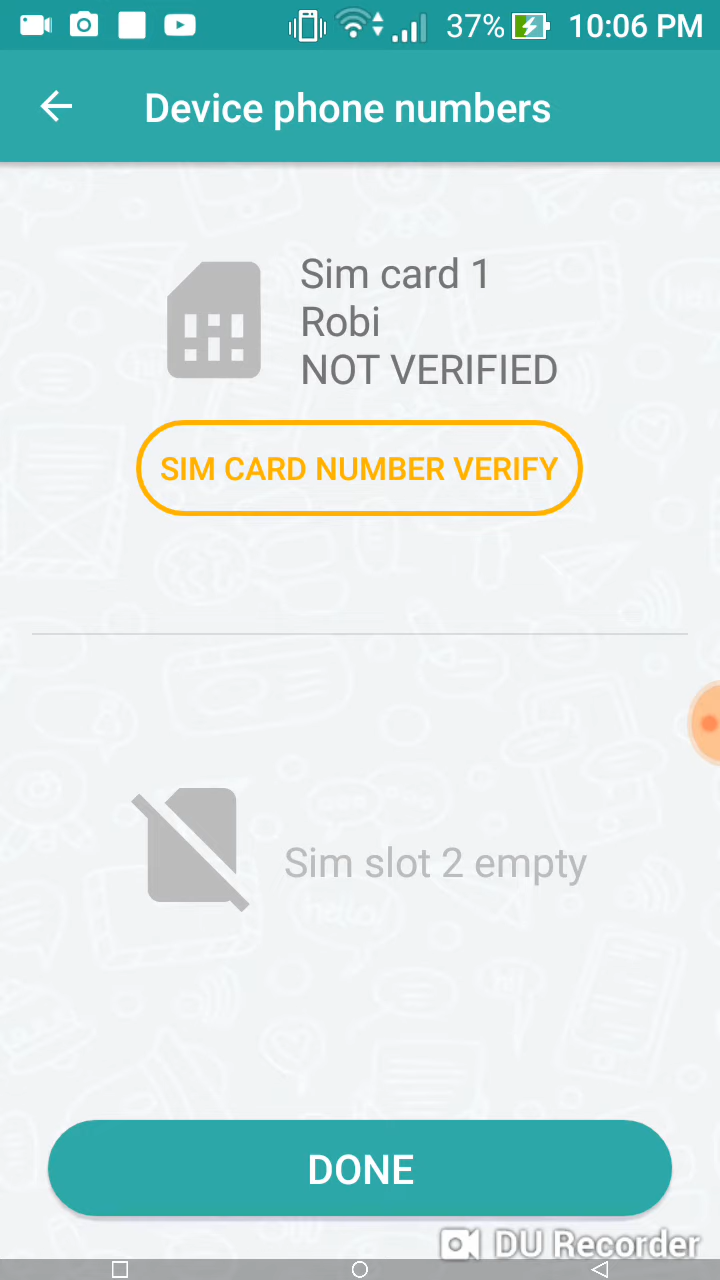 37% 10:06 PM
Device phone numbers
Sim card 1
Robi
NOT VERIFIED
SIM CARD NUMBER VERIFY
Sim slot 2 empty
hello!
DONE
DU Recorder